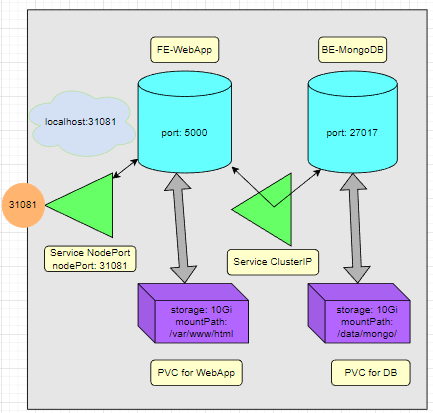 FE-WebApp
BE-MongoDB
localhost:31081
port: 5000
port: 27017
31081
Service NodePort
nodePort: 31081
Service ClusterIP
storage: 10Gi
mountPath:
/var/www/html
storage: 10Gi
mountPath:
/data/mongo/
PVC for WebApp
PVC for DB